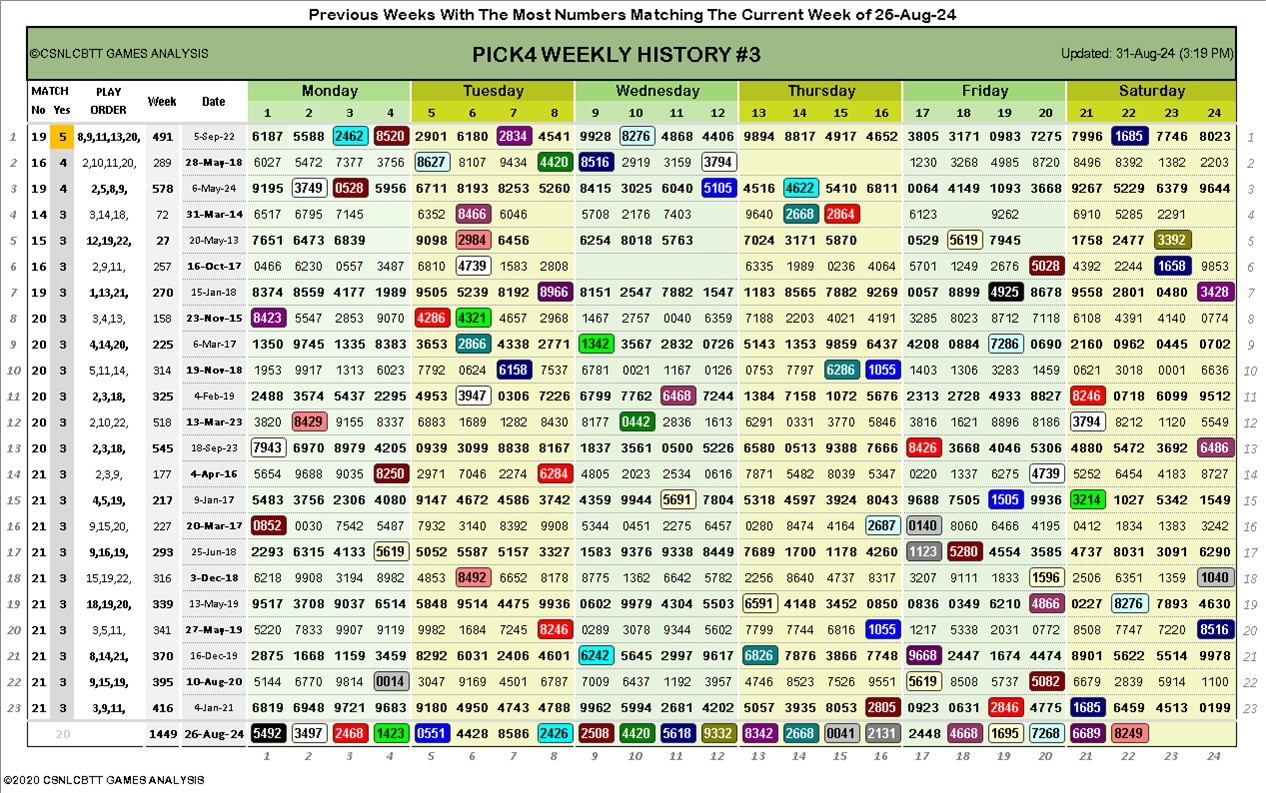 Previous Weeks With The Most Numbers Matching The Current Week of 26-Aug-24
©CSNLCBTT GAMES ANALYSIS PICK4 WEEKLY HISTORY #3 Updated: 31-Aug-24 (3:19 PM)
MATCH PLAY Week Date Monday Tuesday Wednesday Thursday Friday Saturday
No Yes ORDER 1 2 3 4 5 6 7 8 9 10 11 12 13 14 15 16 17 18 19 20 21 22 23 24
1 19 5 8,9,11,13,20, 491 5-Sep-22 6187 5588 2462 8520 2901 6180 2834 4541 9928 8276 4868 4406 9894 8817 4917 4652 3805 3171 0983 7275 7996 1685 7746 8023 1
2 16 4 2,10,11,20, 289 28-May-18 6027 5472 7377 3756 8627 8107 9434 4420 8516 2919 3159 3794 1230 3268 4985 8720 8496 8392 1382 2203 2
3 19 4 2,5,8,9, 578 6-May-24 9195 3749 0528 5956 6711 8193 8253 5260 8415 3025 6040 5105 4516 4622 5410 6811 0064 4149 1093 3668 9267 5229 6379 9644 3
4 14 3 3,14,18, 72 31-Mar-14 6517 6795 7145 6352 8466 6046 5708 2176 7403 9640 2668 2864 6123 9262 6910 5285 2291 4
5 15 3 12,19,22, 27 20-May-13 7651 6473 6839 9098 2984 6456 6254 8018 5763 7024 3171 5870 0529 5619 7945 1758 2477 3392 5
6 16 3 2,9,11, 257 16-Oct-17 0466 6230 0557 3487 6810 4739 1583 2808 6335 1989 0236 4064 5701 1249 2676 5028 4392 2244 1658 9853 6
7 19 3 1,13,21, 270 15-Jan-18 8374 8559 4177 1989 9505 5239 8192 8966 8151 2547 7882 1547 1183 8565 7882 9269 0057 8899 4925 8678 9558 2801 0480 3428 7
8 20 3 3,4,13, 158 23-Nov-15 8423 5547 2853 9070 4286 4321 4657 2968 1467 2757 0040 6359 7188 2203 4021 4191 3285 8023 8712 7118 6108 4391 4140 0774 8
9 20 3 4,14,20, 225 6-Mar-17 1350 9745 1335 8383 3653 2866 4338 2771 1342 3567 2832 0726 5143 1353 9859 6437 4208 0884 7286 0690 2160 0962 0445 0702 9
10 20 3 5,11,14, 314 19-Nov-18 1953 9917 1313 6023 7792 0624 6158 7537 6781 0021 1167 0126 0753 7797 6286 1055 1403 1306 3283 1459 0621 3018 0001 6636 10
11 20 3 2,3,18, 325 4-Feb-19 2488 3574 5437 2295 4953 3947 0306 7226 6799 7762 6468 7244 1384 7158 1072 5676 2313 2728 4933 8827 8246 0718 6099 9512 11
12 20 3 2,10,22, 518 13-Mar-23 3820 8429 9155 8337 6883 1689 1282 8430 8177 0442 2836 1613 6291 0331 3770 5846 3816 1621 8896 8186 3794 8212 1120 5549 12
13 20 3 2,3,18, 545 18-Sep-23 7943 6970 8979 4205 0939 3099 8838 8167 1837 3561 0500 5226 6580 0513 9388 7666 8426 3668 4046 5306 4880 5472 3692 6486 13
14 21 3 2,3,9, 177 4-Apr-16 5654 9688 9035 8250 2971 7046 2274 6284 4805 2023 2534 0616 7871 5482 8039 5347 0220 1337 6275 4739 5252 6454 4183 8727 14
15 21 3 4,5,19, 217 9-Jan-17 5483 3756 2306 4080 9147 4672 4586 3742 4359 9944 5691 7804 5318 4597 3924 8043 9688 7505 1505 9936 3214 1027 5342 1549 15
16 21 3 9,15,20, 227 20-Mar-17 0852 0030 7542 5487 7932 3140 8392 9908 5344 0451 2275 6457 0280 8474 4164 2687 0140 8060 6466 4195 0412 1834 1383 3242 16
17 21 3 9,16,19, 293 25-Jun-18 2293 6315 4133 5619 5052 5587 5157 3327 1583 9376 9338 8449 7689 1700 1178 4260 1123 5280 4554 3585 4737 8031 3091 6290 17
18 21 3 15,19,22, 316 3-Dec-18 6218 9908 3194 8982 4853 8492 6652 8178 8775 1362 6642 5782 2256 8640 4737 8317 3207 9111 1833 1596 2506 6351 1359 1040 18
19 21 3 18,19,20, 339 13-May-19 9517 3708 9037 6514 5848 9514 4475 9936 0602 9979 4304 5503 6591 4148 3452 0850 0836 0349 6210 4866 0227 8276 7893 4630 19
20 21 3 3,5,11, 341 27-May-19 5220 7833 9907 9119 9982 1684 7245 8246 0289 3078 9344 5602 7799 7744 6816 1055 1217 5338 2031 0772 8508 7747 7220 8516 20
21 21 3 8,14,21, 370 16-Dec-19 2875 1668 1159 3459 8292 6031 2406 4601 6242 5645 2997 9617 6826 7876 3866 7748 9668 2447 1674 4474 8901 5622 5514 9978 21
22 21 3 9,15,19, 395 10-Aug-20 5144 6770 9814 0014 3047 9169 4501 6787 7009 6437 1192 3957 4746 8523 7526 9551 5619 8508 5737 5082 6679 2839 5914 1100 22
23 21 3 3,9,11, 416 4-Jan-21 6819 6948 9721 9683 9180 4950 4743 4788 9962 5994 2681 4202 5057 3935 8053 2805 0923 0631 2846 4775 1685 6459 4513 0199 23
20 1449 26-Aug-24 5492 3497 2468 1423 0551 4428 8586 2426 2508 4420 5618 9332 8342 2668 0041 2131 2448 4668 1695 7268 6689 8249
1 2 3 4 5 6 7 8 9 10 11 12 13 14 15 16 17 18 19 20 21 22 23 24
©2020 CSNLCBTT GAMES ANALYSIS